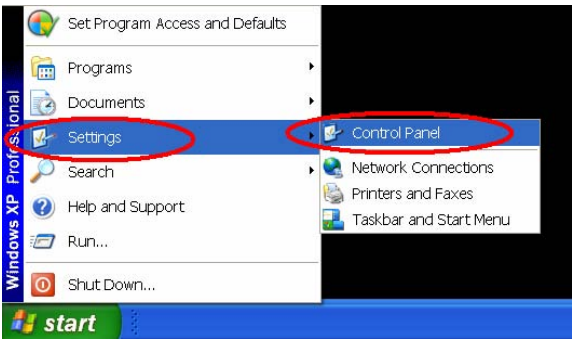 Set Program Access and Defaults
Programs
Documents
Settings
Search
Help and Support
Run...
Shut Down...
Windows XP Professional
Control Panel
Network Connections
Printers and Faxes
Taskbar and Start Menu
start